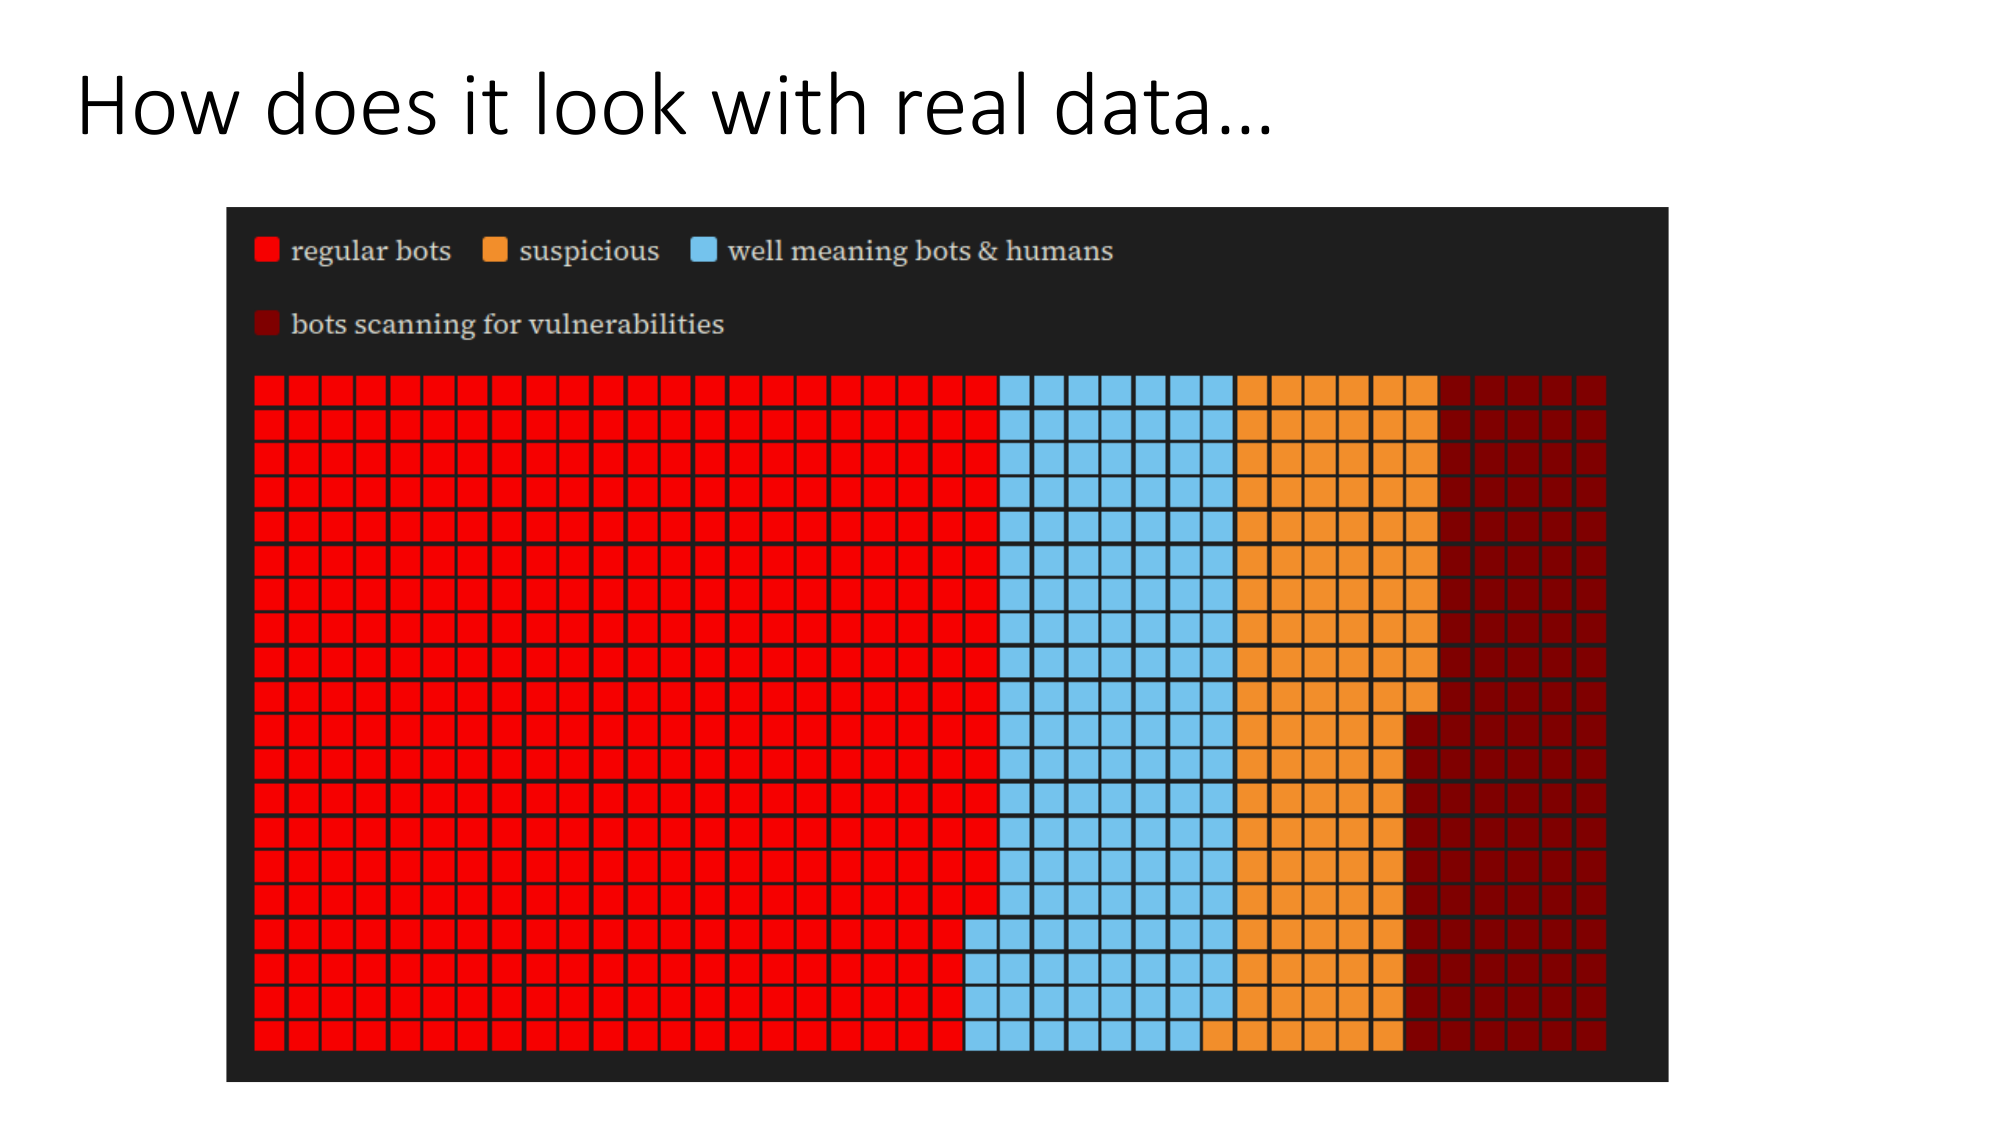 How does it look with real data...
regular bots suspicious well meaning bots & humans
bots scanning for vulnerabilities